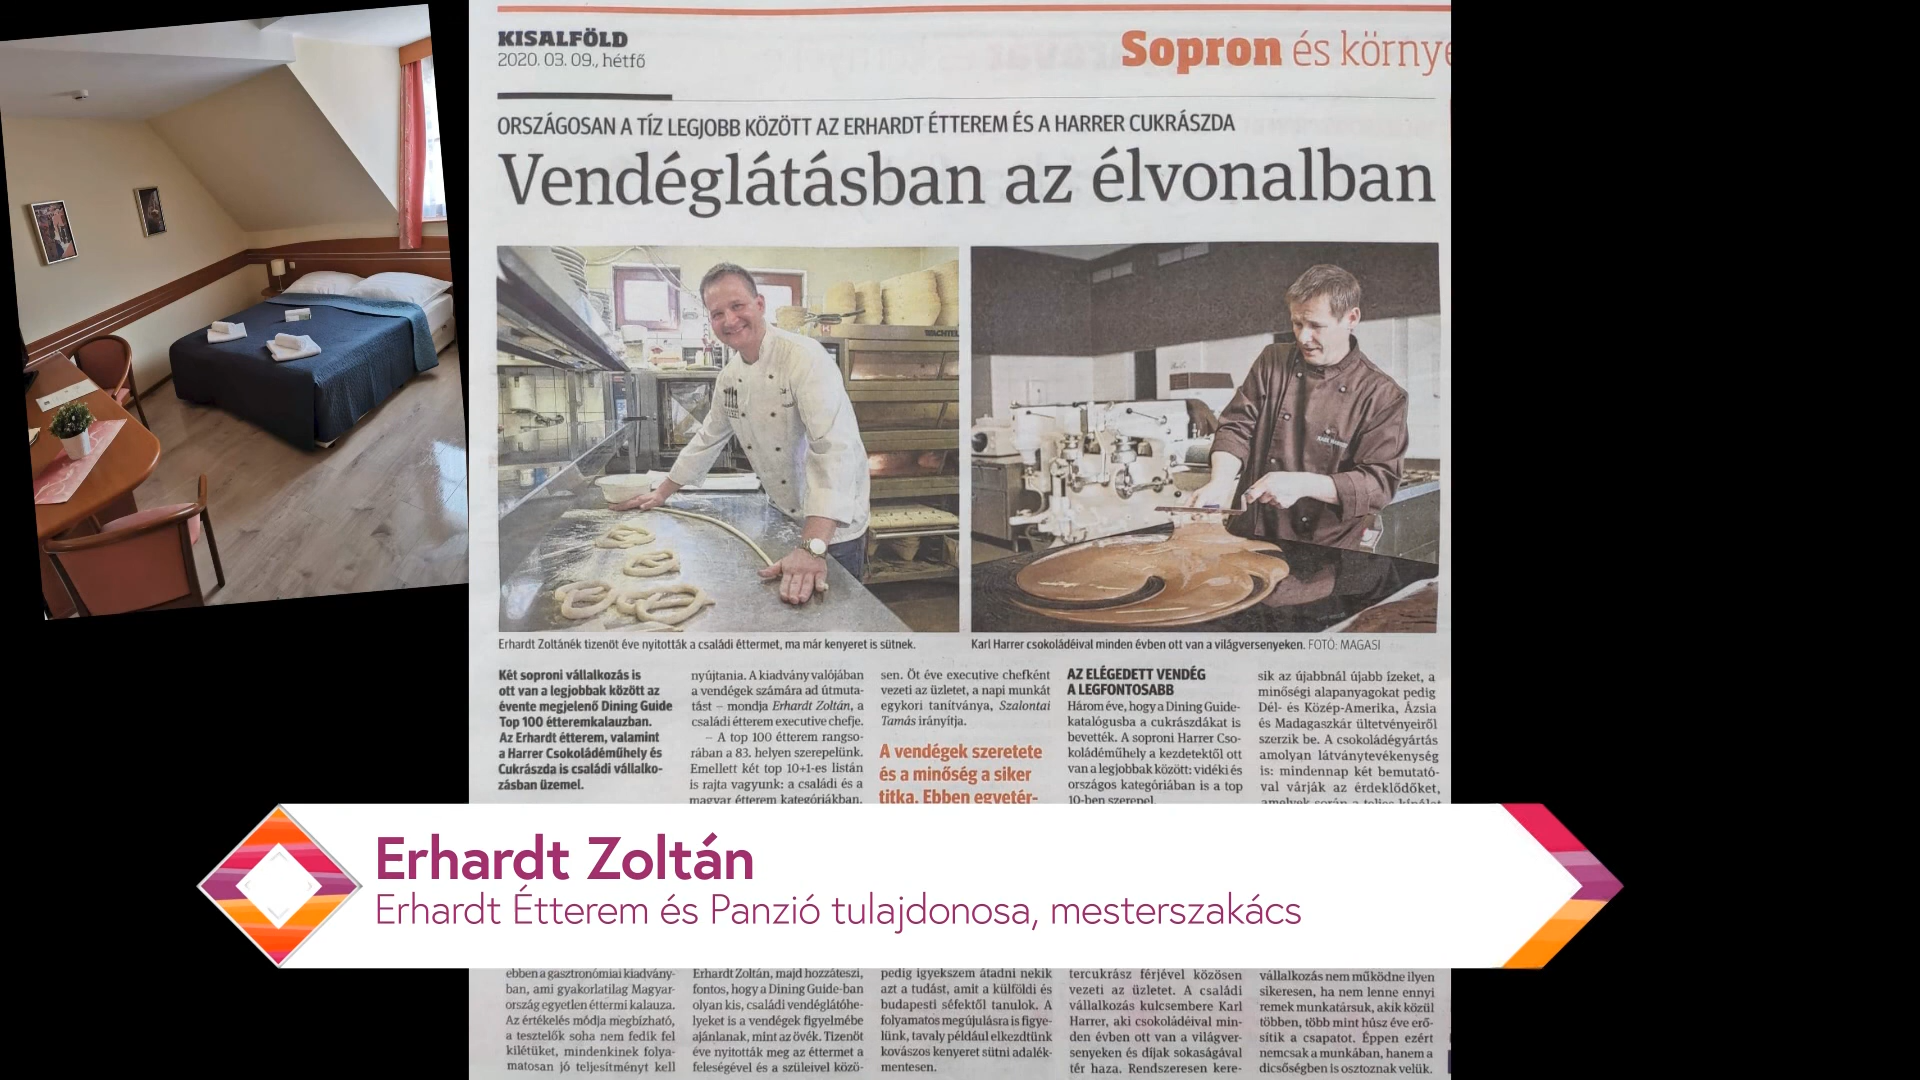 KISALFÖLD
2020. 03. 09., hétfő
Sopron és környe
ORSZÁGOSAN A TÍZ LEGJOBB KÖZÖTT AZ ERHARDT ÉTTEREM ÉS A HARRER CUKRÁSZDA
Vendéglátásban az élvonalban
WACHTEL
Erhardt Zoltánék tizenöt éve nyitották a családi éttermet, ma már kenyeret is sütnek.
Karl Harrer csokoládéival minden évben ott van a világversenyeken. FOTÓ: MAGASI
Két soproni vállalkozás is
ott van a legjobbak között az
évente megjelenő Dining Guide
Top 100 étteremkalauzban.
Az Erhardt étterem, valamint
a Harrer Csokoládéműhely és
Cukrászda is családi vállalko-
zásban üzemel.
ebben a gasztronómiai kiadvány-
ban, ami gyakorlatilag Magyar-
ország egyetlen éttermi kalauza.
Az értékelés módja megbízható,
a tesztelők soha nem fedik fel
kilétüket, mindenkinek folya-
matosan jó teljesítményt kell
nyújtania. A kiadvány valójában
a vendégek számára ad útmuta-
tást – mondja Erhardt Zoltán, a
családi étterem executive chefje.
– A top 100 étterem rangso-
rában a 83. helyen szerepelünk.
Emellett két top 10+1-es listán
is rajta vagyunk: a családi és a
magyar étterem kategóriákban.
Erhardt Zoltán, majd hozzáteszi,
fontos, hogy a Dining Guide-ban
olyan kis, családi vendéglátóhe-
lyeket is a vendégek figyelmébe
ajánlanak, mint az övék. Tizenöt
éve nyitották meg az éttermet a
feleségével és a szüleivel közö-
sen. Öt éve executive chefként
vezeti az üzletet, a napi munkát
egykori tanítványa, Szalontai
Tamás irányítja.
A vendégek szeretete
és a minőség a siker
titka. Ebben egyetér-
pedig igyekszem átadni nekik
azt a tudást, amit a külföldi és
budapesti séfektől tanulok. A
folyamatos megújulásra is figye-
lünk, tavaly például elkezdtünk
kovászos kenyeret sütni adalék-
mentesen.
AZ ELÉGEDETT VENDÉG
A LEGFONTOSABB
Három éve, hogy a Dining Guide-
katalógusba a cukrászdákat is
bevették. A soproni Harrer Cso-
koládéműhely a kezdetektől ott
van a legjobbak között: vidéki és
országos kategóriában is a top
10-ben szerepel.
tercukrász férjével közösen
vezeti az üzletet. A családi
vállalkozás kulcsembere Karl
Harrer, aki csokoládéival min-
den évben ott van a világver-
senyeken és díjak sokaságával
tér haza. Rendszeresen kere-
sik az újabbnál újabb ízeket, a
minőségi alapanyagokat pedig
Dél- és Közép-Amerika, Ázsia
és Madagaszkár ültetvényeiről
szerzik be. A csokoládégyártás
amolyan látványtevékenység
is: mindennap két bemutató-
val várják az érdeklődőket,
amelyek során a teljes kínálat
vállalkozás nem működne ilyen
sikeresen, ha nem lenne ennyi
remek munkatársuk, akik közül
többen, több mint húsz éve erő-
sítik a csapatot. Éppen ezért
nemcsak a munkában, hanem a
dicsőségben is osztoznak velük.
Erhardt Zoltán
Erhardt Étterem és Panzió tulajdonosa, mesterszakács